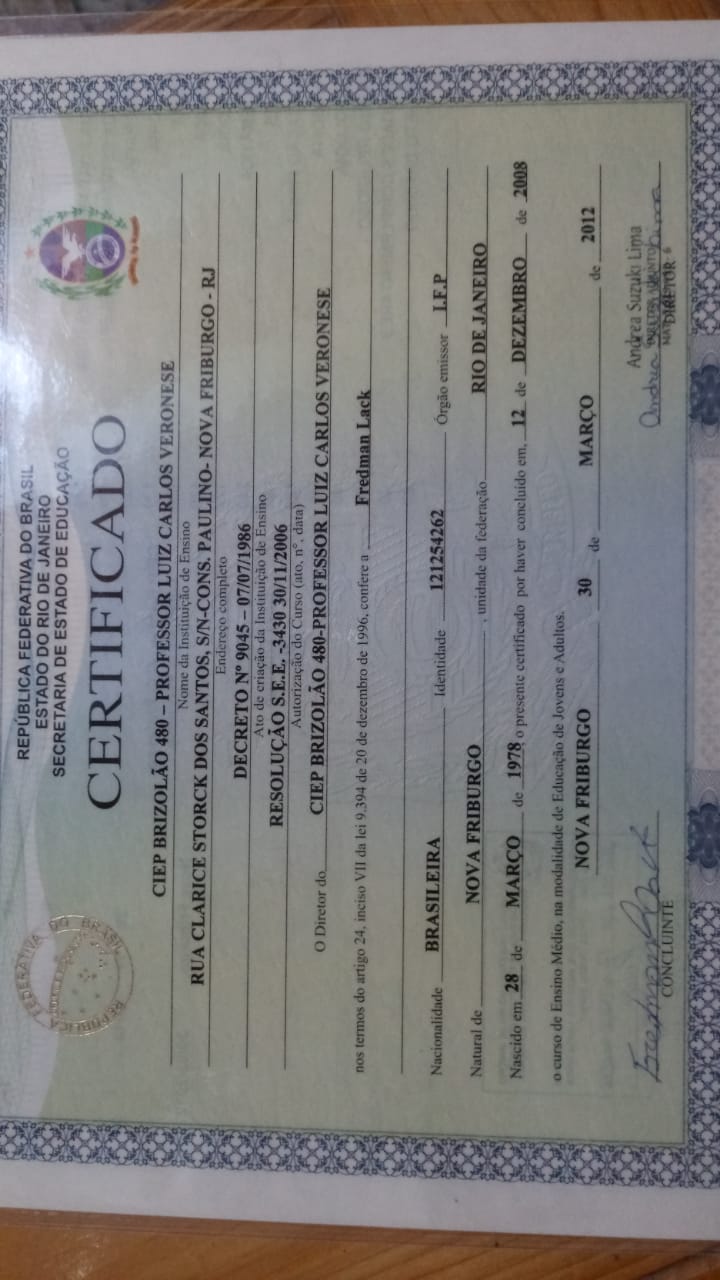 REPÚBLICA FEDERATIVA DO BRASIL
ESTADO DO RIO DE JANEIRO
SECRETARIA DE ESTADO DE EDUCAÇÃO
REPÚBLICA FEDERATIVA DO BRASIL
CERTIFICADO
CIEP BRIZOLÃO 480 – PROFESSOR LUIZ CARLOS VERONESE
Nome da Instituição de Ensino
RUA CLARICE STORCK DOS SANTOS, S/N-CONS. PAULINO- NOVA FRIBURGO - RJ
Endereço completo
DECRETO Nº 9045 – 07/07/1986
Ato de criação da Instituição de Ensino
RESOLUÇÃO S.E.E. -3430 30/11/2006
Autorização do Curso (ato, nº, data)
O Diretor do CIEP BRIZOLÃO 480-PROFESSOR LUIZ CARLOS VERONESE
nos termos do artigo 24, inciso VII da lei 9.394 de 20 de dezembro de 1996, confere a Fredman Lack
Nacionalidade BRASILEIRA Identidade 121254262 Órgão emissor I.F.P
Natural de NOVA FRIBURGO , unidade da federação RIO DE JANEIRO
Nascido em 28 de MARÇO de 1978, o presente certificado por haver concluído em, 12 de DEZEMBRO de 2008
o curso de Ensino Médio, na modalidade de Educação de Jovens e Adultos.
NOVA FRIBURGO 30 de MARÇO de 2012
Fredman Lack
CONCLUINTE
Andrea Suzuki Lima
Andrea Lima
DIRETOR